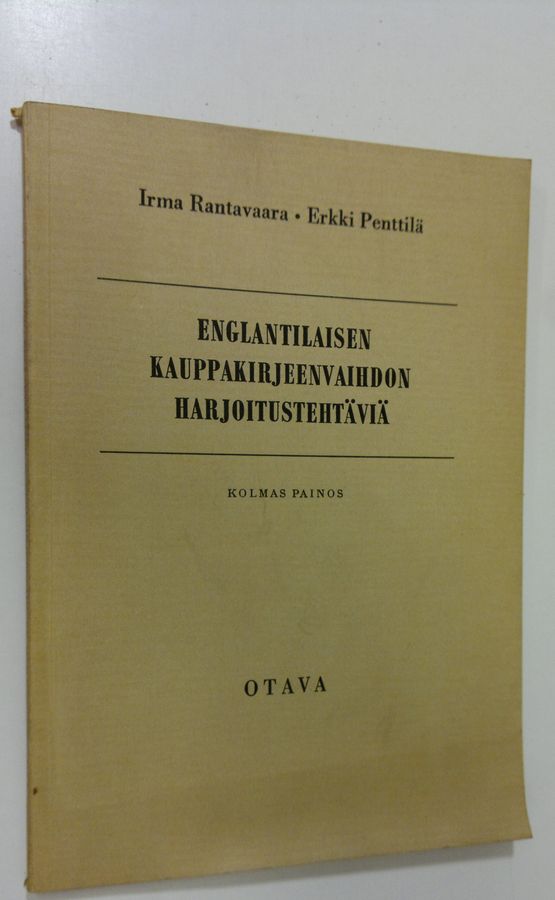 Irma Rantavaara • Erkki Penttilä
ENGLANTILAISEN
KAUPPAKIRJEENVAIHDON
HARJOITUSTEHTÄVIÄ
KOLMAS PAINOS
OTAVA